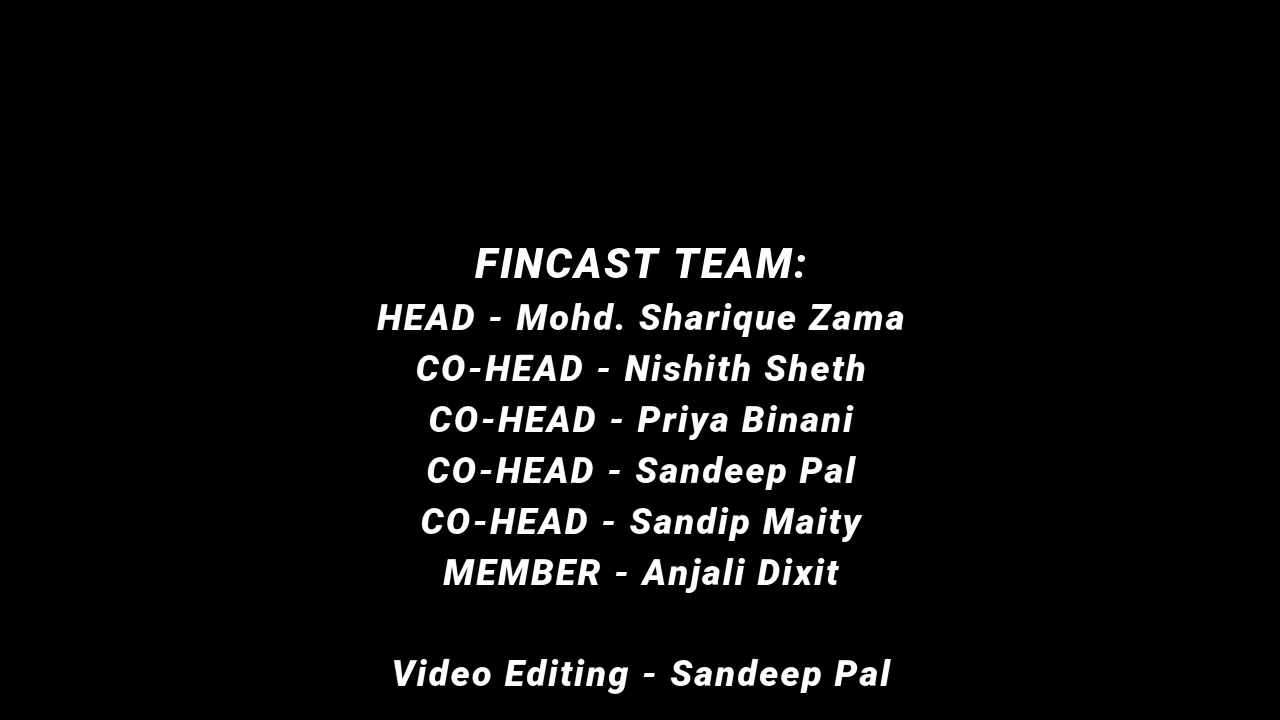 FINCAST TEAM:
HEAD - Mohd. Sharique Zama
CO-HEAD - Nishith Sheth
CO-HEAD - Priya Binani
CO-HEAD - Sandeep Pal
CO-HEAD - Sandip Maity
MEMBER - Anjali Dixit
Video Editing - Sandeep Pal